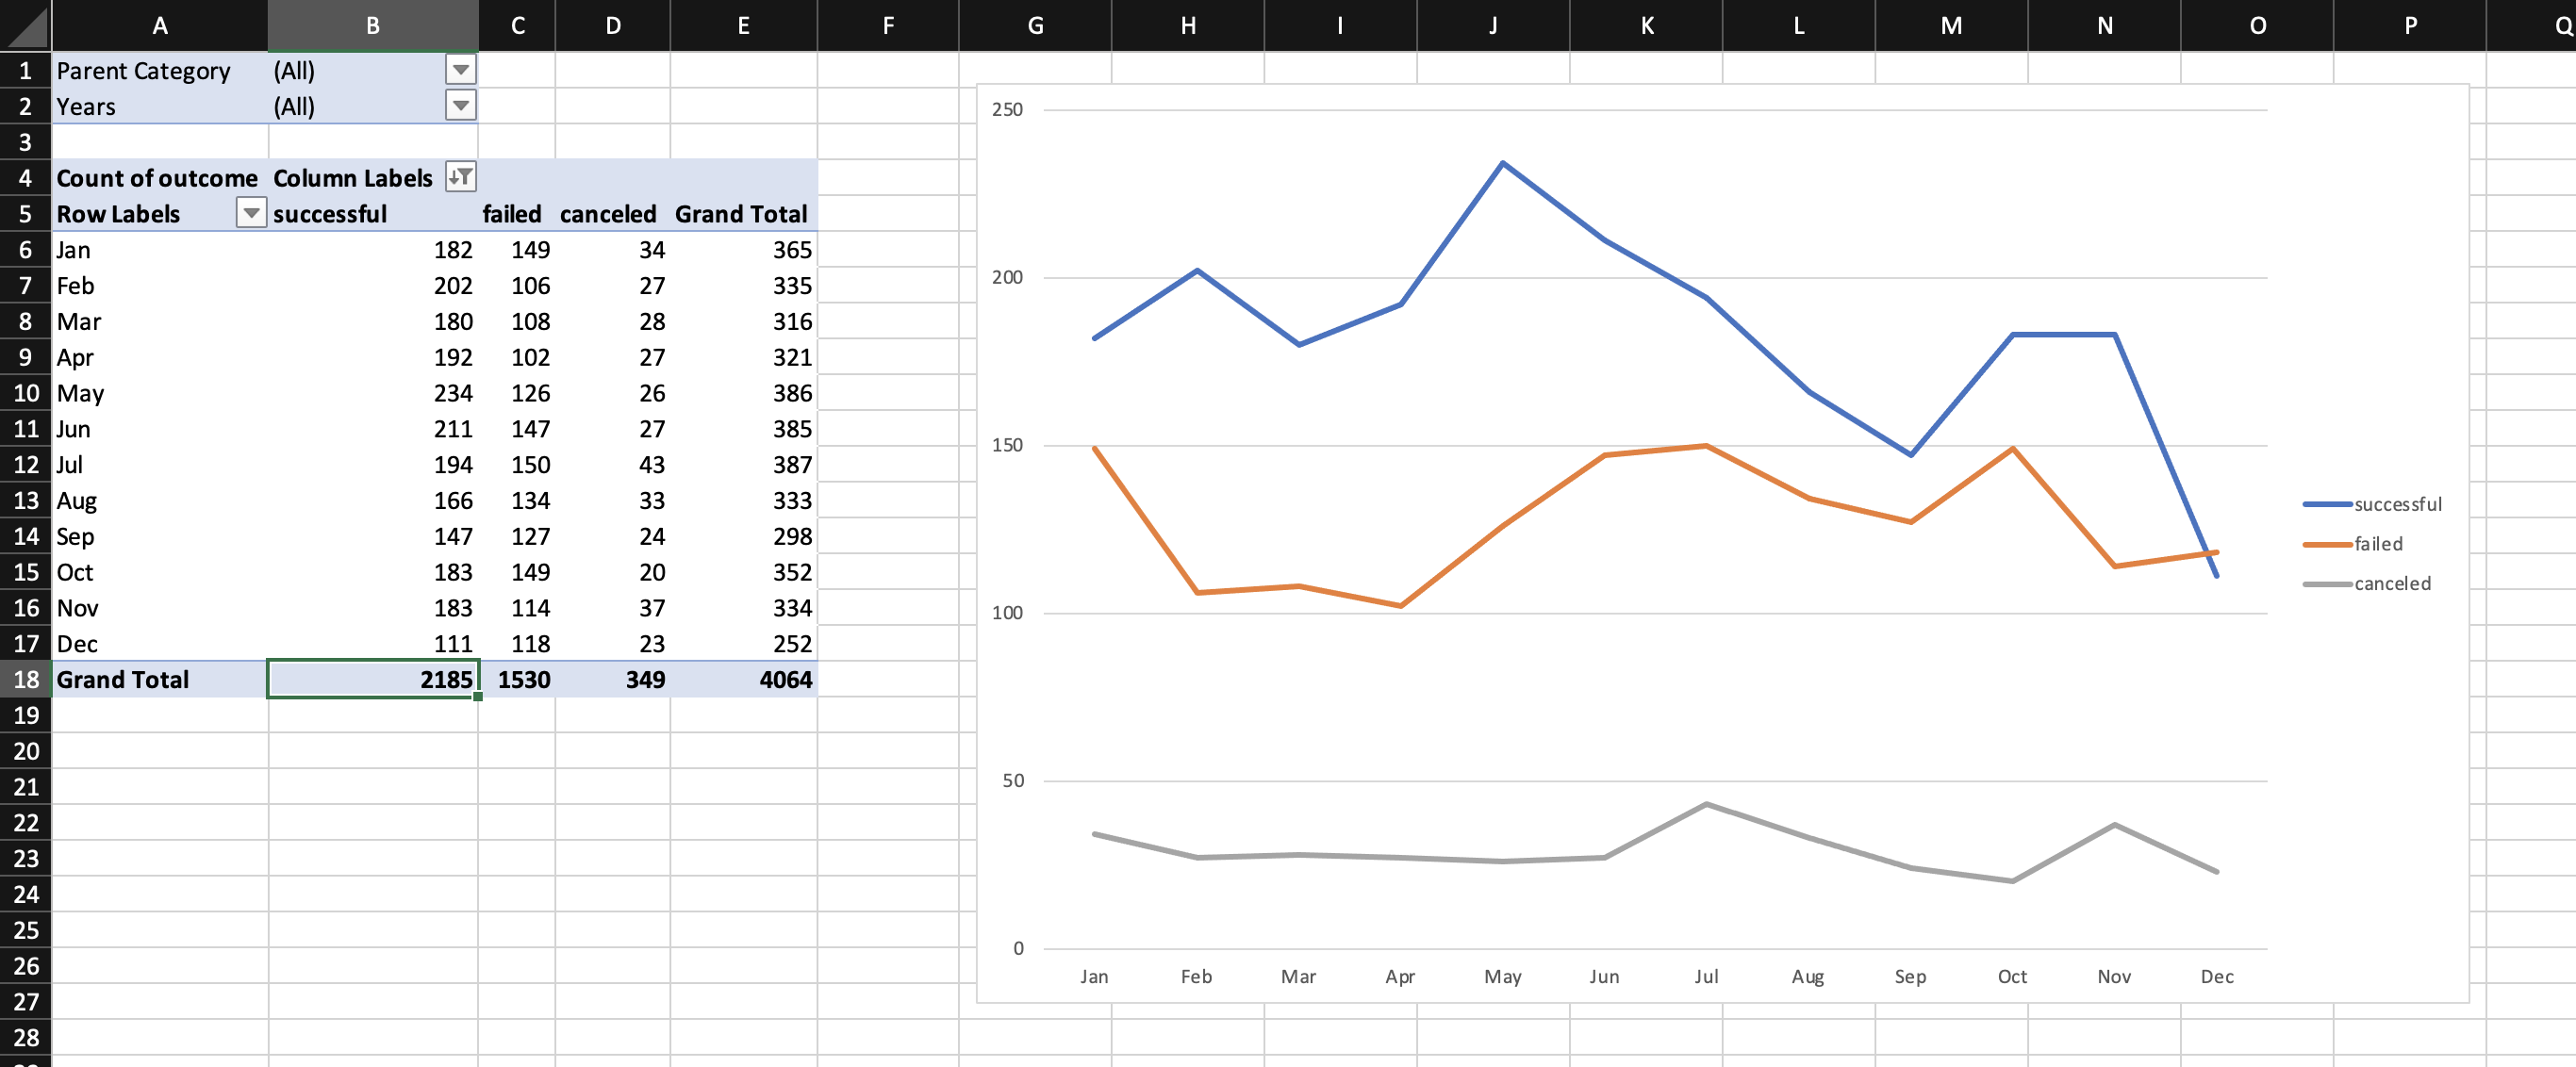 A B C D E F G H I J K L M N O P Q
1 Parent Category (All)
2 Years (All)
3
4 Count of outcome Column Labels
5 Row Labels successful failed canceled Grand Total
6 Jan 182 149 34 365
7 Feb 202 106 27 335
8 Mar 180 108 28 316
9 Apr 192 102 27 321
10 May 234 126 26 386
11 Jun 211 147 27 385
12 Jul 194 150 43 387
13 Aug 166 134 33 333
14 Sep 147 127 24 298
15 Oct 183 149 20 352
16 Nov 183 114 37 334
17 Dec 111 118 23 252
18 Grand Total 2185 1530 349 4064
19
20
21
22
23
24
25
26
27
28
250
200
150
100
50
0
Jan Feb Mar Apr May Jun Jul Aug Sep Oct Nov Dec
successful
failed
canceled